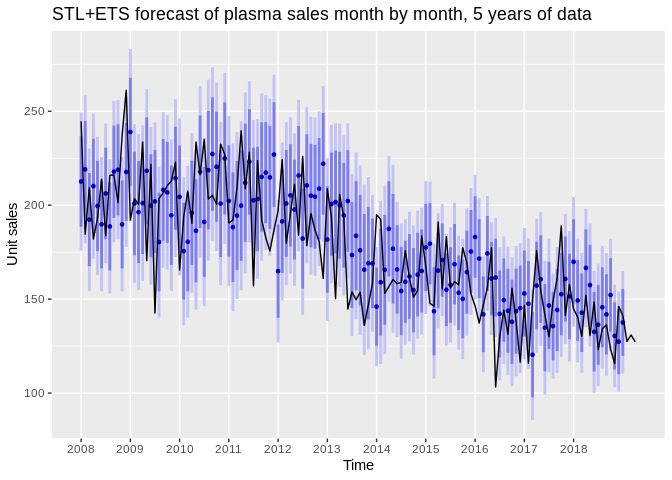 STL+ETS forecast of plasma sales month by month, 5 years of data
250
200
150
100
Unit sales
2008 2009 2010 2011 2012 2013 2014 2015 2016 2017 2018
Time